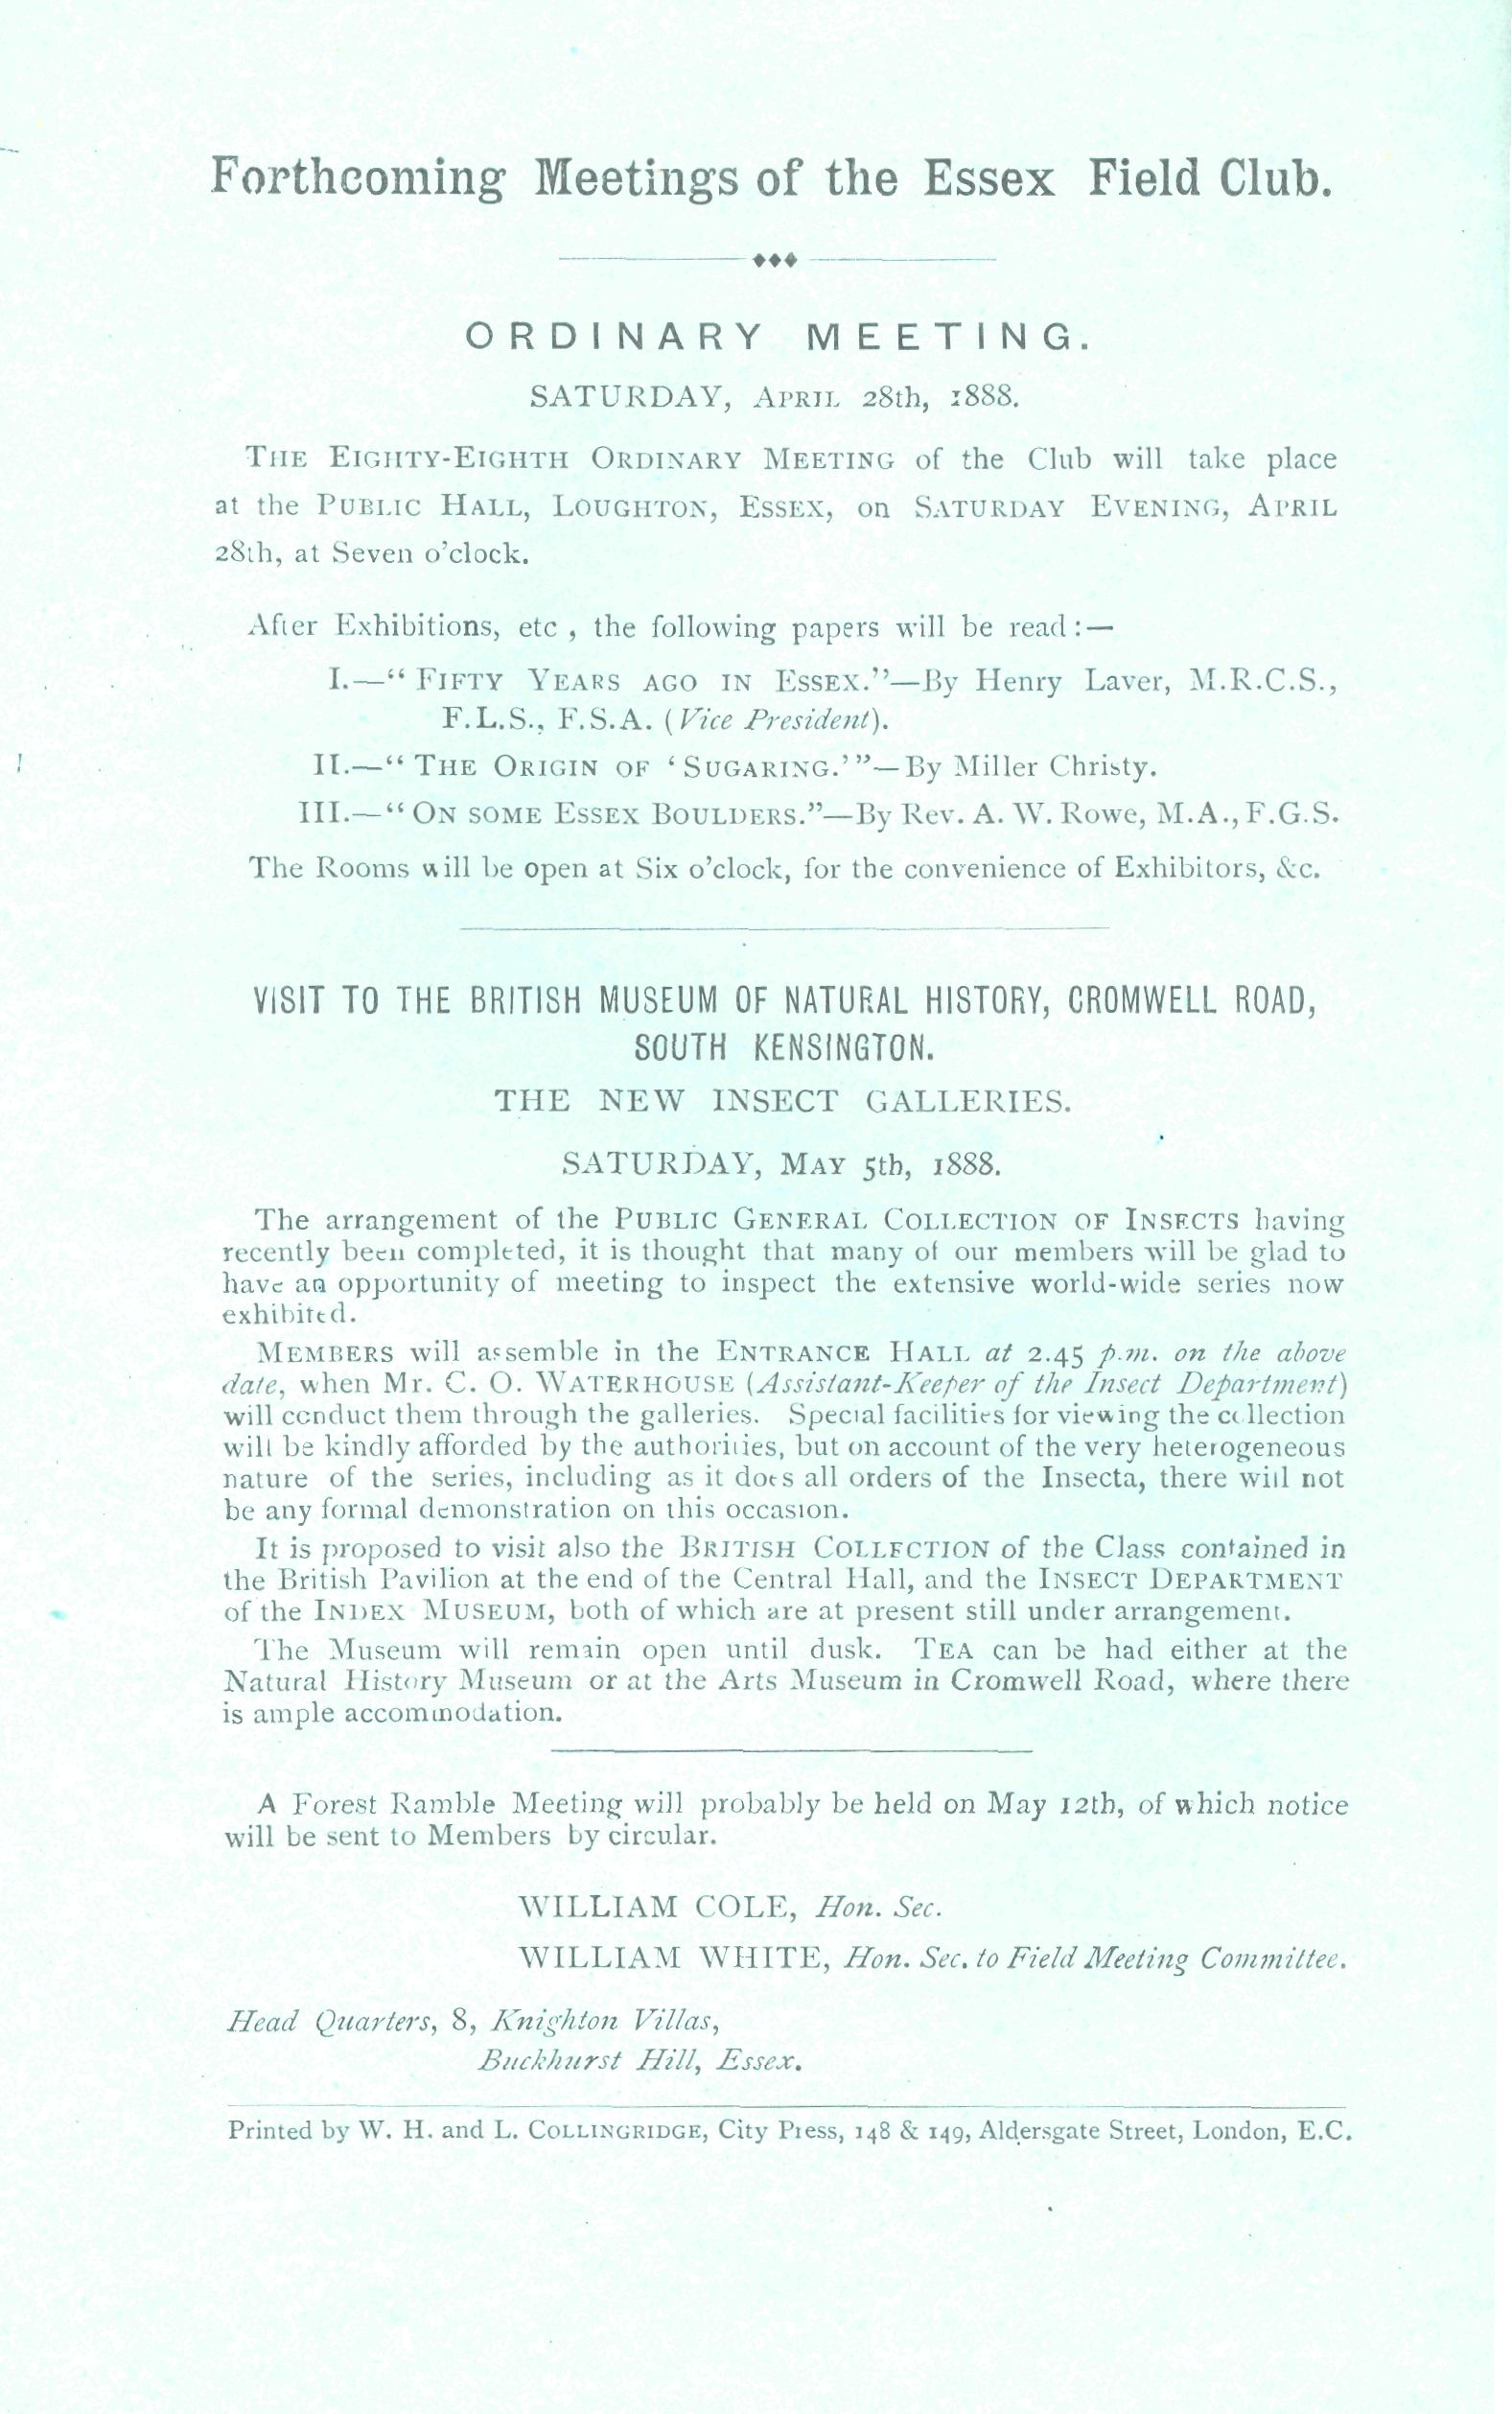 Forthcoming Meetings of the Essex Field Club.
ORDINARY MEETING.
SATURDAY, APRIL 28th, 1888.
THE EIGHTY-EIGHTH ORDINARY MEETING of the Club will take place
at the PUBLIC HALL, LOUGHTON, ESSEX, on SATURDAY EVENING, APRIL
28th, at Seven o'clock.
After Exhibitions, etc , the following papers will be read :—
I.—“ FIFTY YEARS AGO IN ESSEX.”—By Henry Laver, M.R.C.S.,
F.L.S., F.S.A. (Vice President).
II.—“ THE ORIGIN OF ‘ SUGARING.’ ”—By Miller Christy.
III.—“ ON SOME ESSEX BOULDERS.”—By Rev. A. W. Rowe, M.A., F.G.S.
The Rooms will be open at Six o'clock, for the convenience of Exhibitors, &c.
VISIT TO THE BRITISH MUSEUM OF NATURAL HISTORY, CROMWELL ROAD,
SOUTH KENSINGTON.
THE NEW INSECT GALLERIES.
SATURDAY, MAY 5th, 1888.
The arrangement of the PUBLIC GENERAL COLLECTION OF INSECTS having
recently been completed, it is thought that many of our members will be glad to
have an opportunity of meeting to inspect the extensive world-wide series now
exhibited.
MEMBERS will assemble in the ENTRANCE HALL at 2.45 p.m. on the above
date, when Mr. C. O. WATERHOUSE (Assistant-Keeper of the Insect Department)
will conduct them through the galleries. Special facilities for viewing the collection
will be kindly afforded by the authorities, but on account of the very heterogeneous
nature of the series, including as it does all orders of the Insecta, there will not
be any formal demonstration on this occasion.
It is proposed to visit also the BRITISH COLLECTION of the Class contained in
the British Pavilion at the end of the Central Hall, and the INSECT DEPARTMENT
of the INDEX MUSEUM, both of which are at present still under arrangement.
The Museum will remain open until dusk. TEA can be had either at the
Natural History Museum or at the Arts Museum in Cromwell Road, where there
is ample accommodation.
A Forest Ramble Meeting will probably be held on May 12th, of which notice
will be sent to Members by circular.
WILLIAM COLE, Hon. Sec.
WILLIAM WHITE, Hon. Sec. to Field Meeting Committee.
Head Quarters, 8, Knighton Villas,
Buckhurst Hill, Essex.
Printed by W. H. and L. COLLINGRIDGE, City Press, 148 & 149, Aldersgate Street, London, E.C.